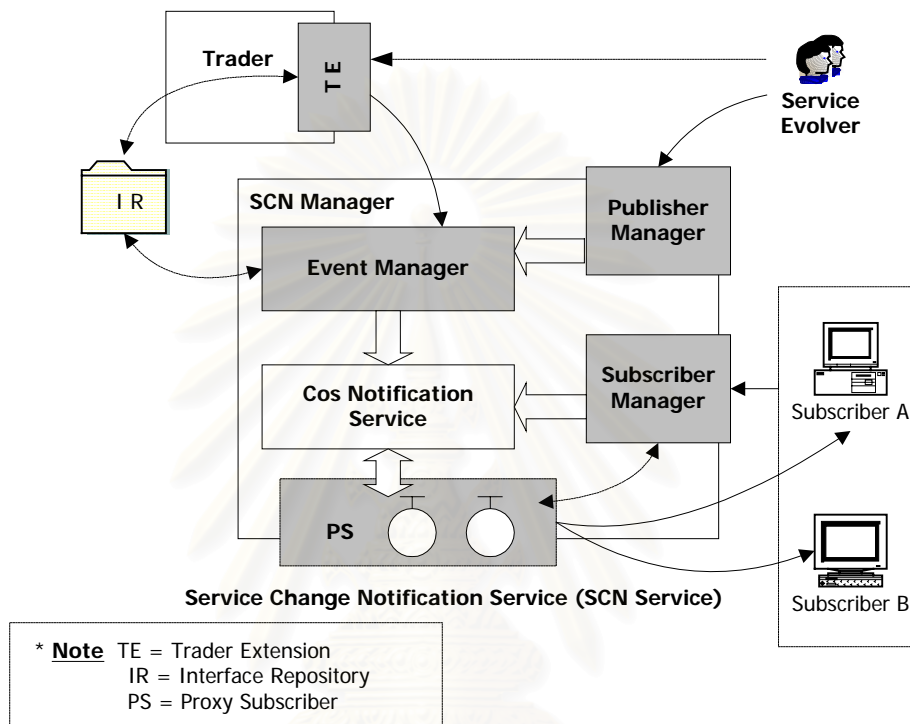 Trader
TE
Service
Evolver
IR
SCN Manager
Publisher
Manager
Event Manager
Subscriber
Manager
Cos Notification
Service
Subscriber A
PS
Subscriber B
Service Change Notification Service (SCN Service)
* Note TE = Trader Extension
IR = Interface Repository
PS = Proxy Subscriber